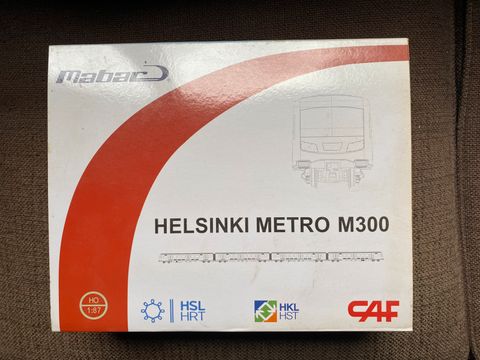 Mabar
HELSINKI METRO M300
HO
1:87
HSL
HRT
HKL
HST
CAF